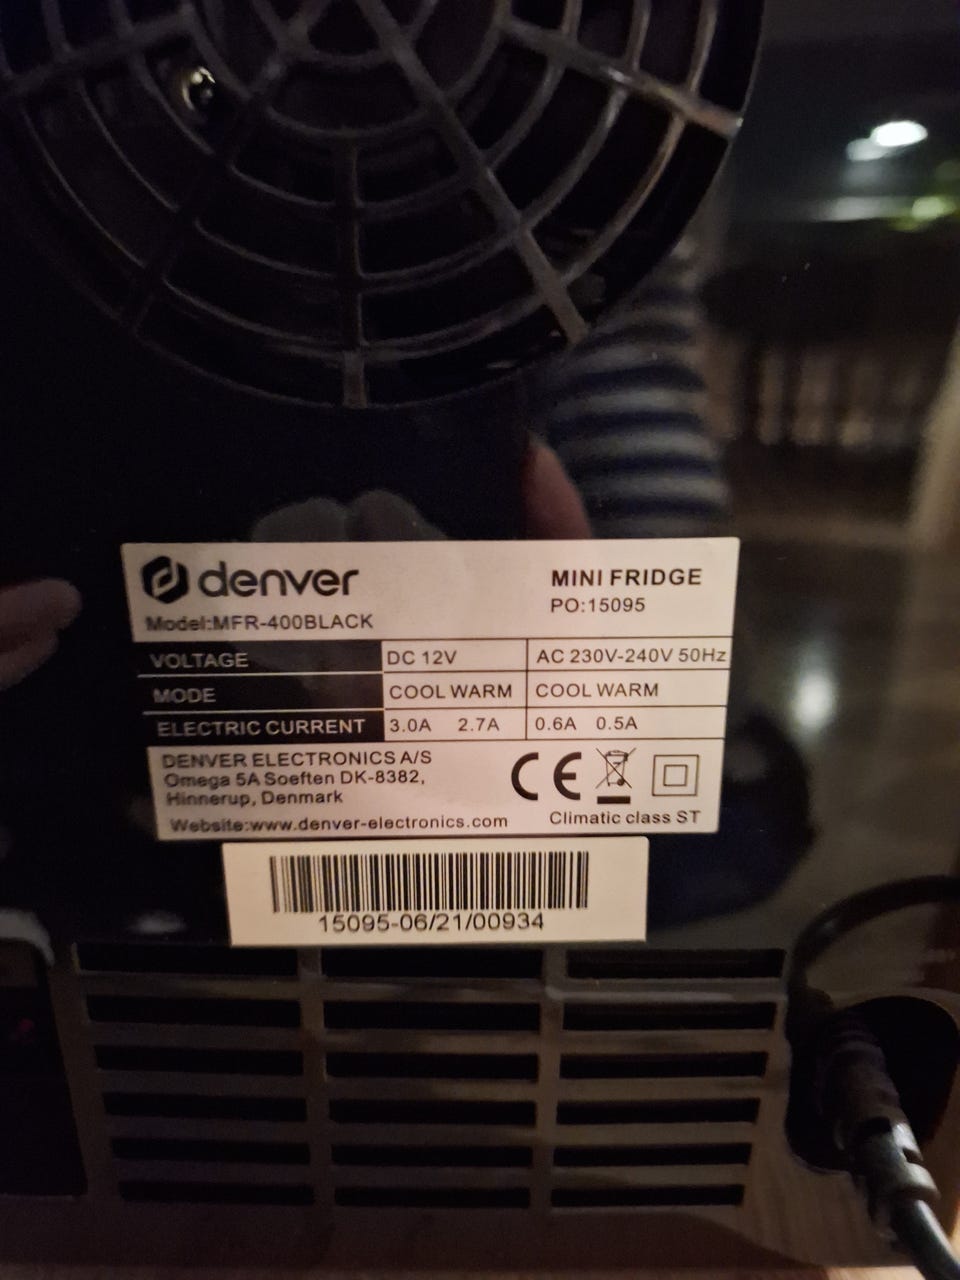 denver
MINI FRIDGE
PO:15095
Model:MFR-400BLACK
VOLTAGE DC 12V AC 230V-240V 50Hz
MODE COOL WARM COOL WARM
ELECTRIC CURRENT 3.0A 2.7A 0.6A 0.5A
DENVER ELECTRONICS A/S
Omega 5A Soeften DK-8382,
Hinnerup, Denmark
Website:www.denver-electronics.com
CE
Climatic class ST
15095-06/21/00934